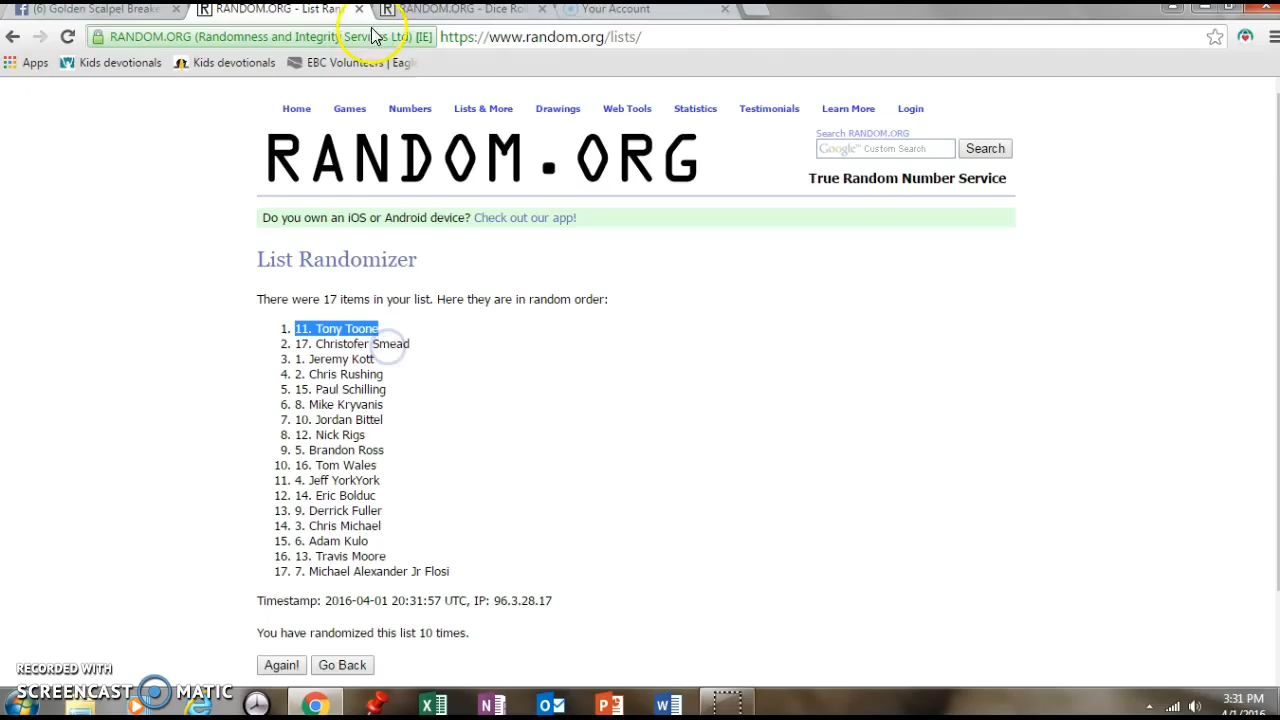 (6) Golden Scalpel Breake
RANDOM.ORG - List Ran
RANDOM.ORG - Dice Roll
Your Account
RANDOM.ORG (Randomness and Integrity Services Ltd) [IE] https://www.random.org/lists/
Apps Kids devotionals Kids devotionals EBC Volunteers | Eagl
Home Games Numbers Lists & More Drawings Web Tools Statistics Testimonials Learn More Login
RANDOM.ORG
Search RANDOM.ORG
Google Custom Search Search
True Random Number Service
Do you own an iOS or Android device? Check out our app!
List Randomizer
There were 17 items in your list. Here they are in random order:
1. 11. Tony Toone
2. 17. Christofer Smead
3. 1. Jeremy Kott
4. 2. Chris Rushing
5. 15. Paul Schilling
6. 8. Mike Kryvanis
7. 10. Jordan Bittel
8. 12. Nick Rigs
9. 5. Brandon Ross
10. 16. Tom Wales
11. 4. Jeff YorkYork
12. 14. Eric Bolduc
13. 9. Derrick Fuller
14. 3. Chris Michael
15. 6. Adam Kulo
16. 13. Travis Moore
17. 7. Michael Alexander Jr Flosi
Timestamp: 2016-04-01 20:31:57 UTC, IP: 96.3.28.17
You have randomized this list 10 times.
Again! Go Back
RECORDED WITH
SCREENCAST MATIC
3:31 PM
4/1/2016